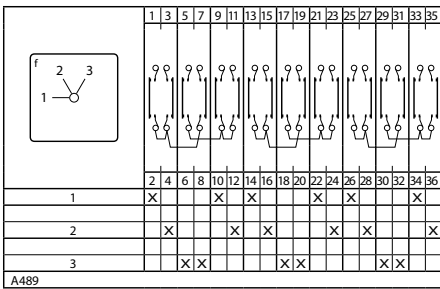 1 3 5 7 9 11 13 15 17 19 21 23 25 27 29 31 33 35
f
2 3
1
2 4 6 8 10 12 14 16 18 20 22 24 26 28 30 32 34 36
1 X X X X X X
2 X X X X X X
3 X X X X X X
A489